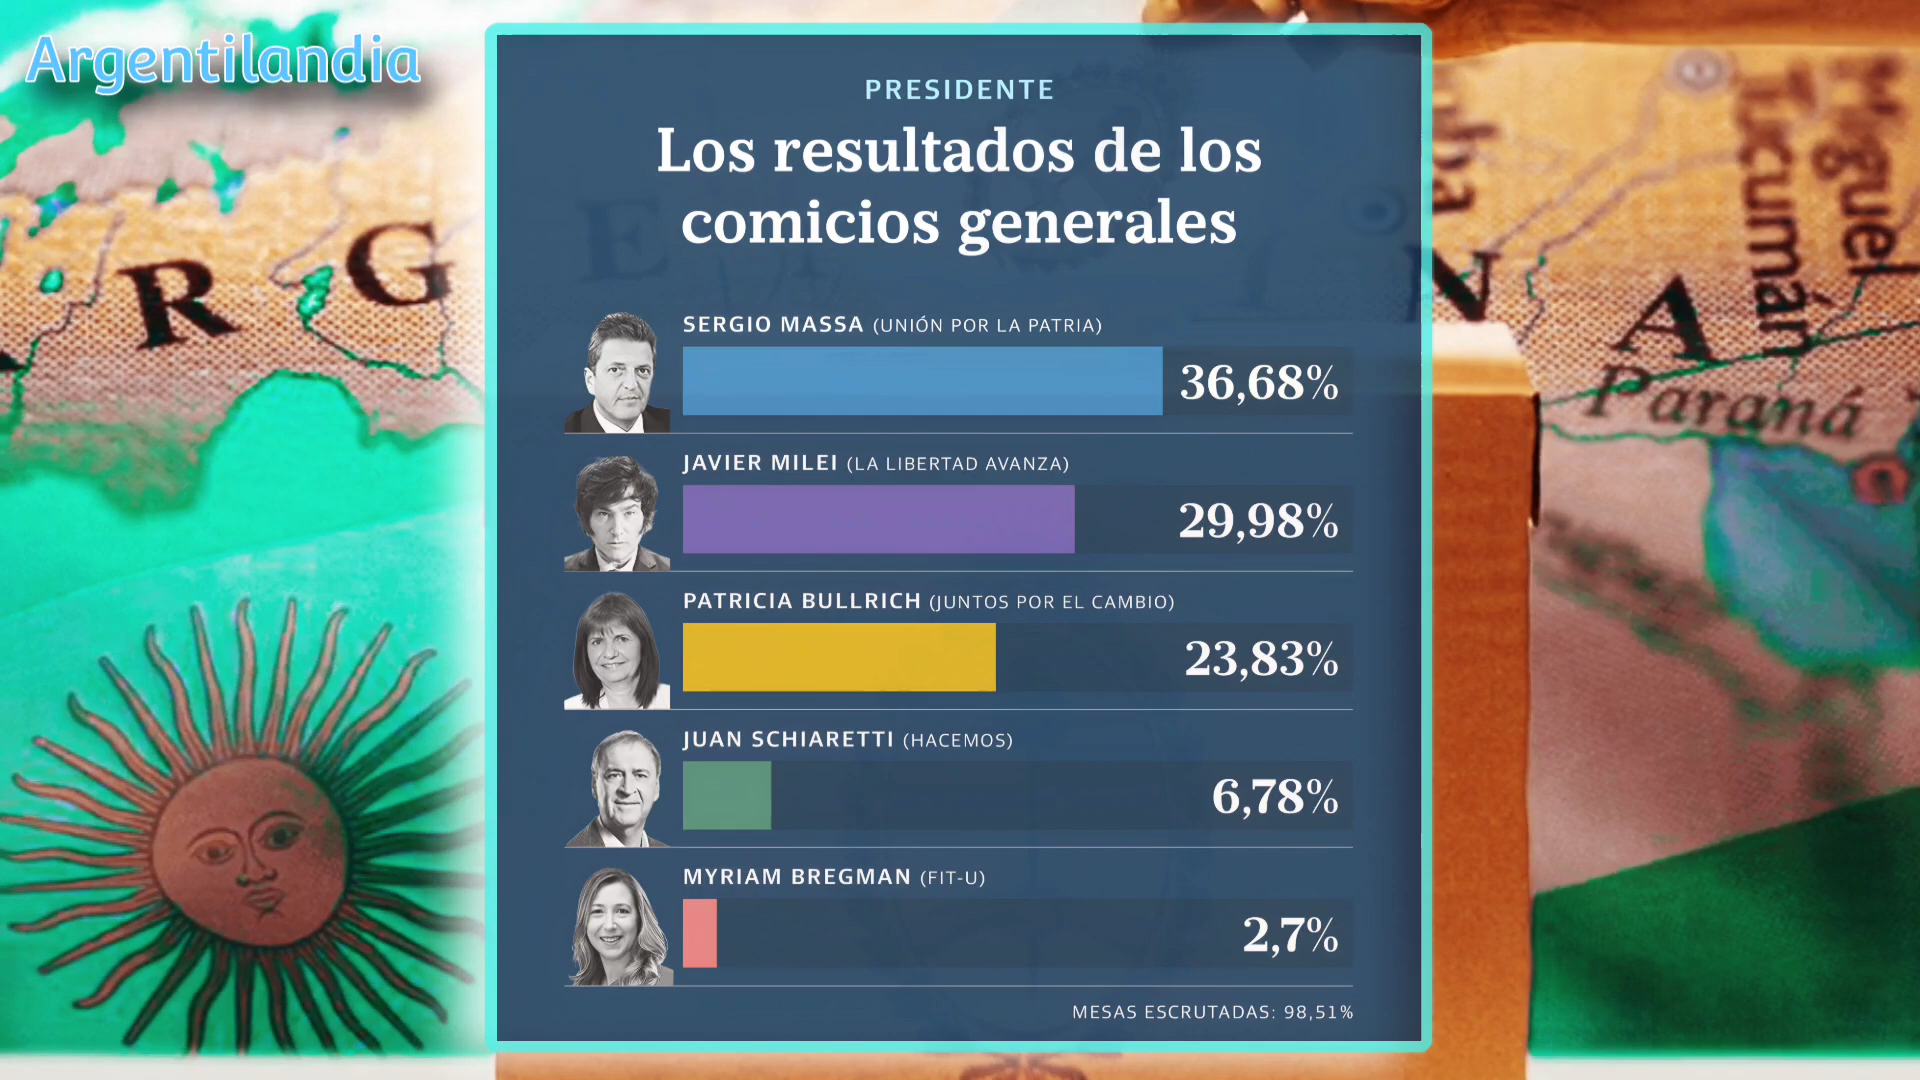 Argentilandia
PRESIDENTE
Los resultados de los
comicios generales
SERGIO MASSA (UNIÓN POR LA PATRIA)
36,68%
JAVIER MILEI (LA LIBERTAD AVANZA)
29,98%
PATRICIA BULLRICH (JUNTOS POR EL CAMBIO)
23,83%
JUAN SCHIARETTI (HACEMOS)
6,78%
MYRIAM BREGMAN (FIT-U)
2,7%
MESAS ESCRUTADAS: 98,51%
R G
E
N A
Miguel
Tucumán
Paraná